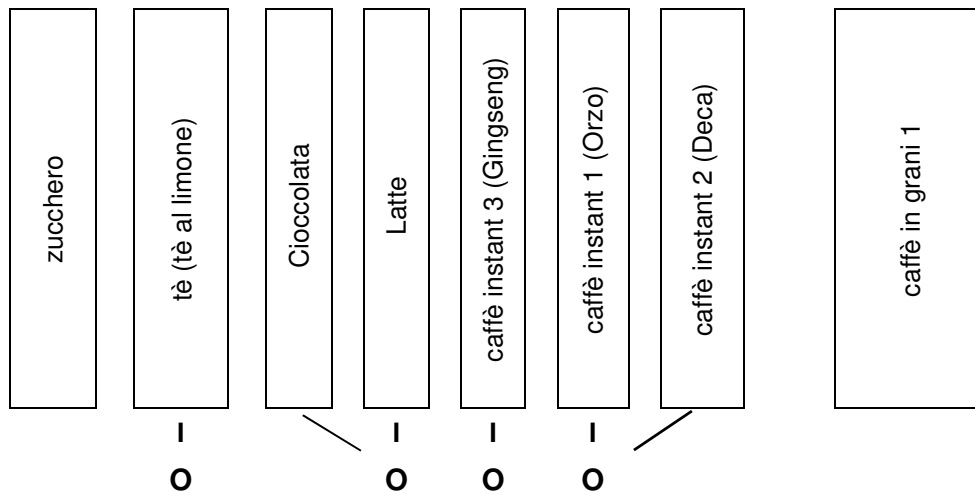 zucchero
tè (tè al limone)
Cioccolata
Latte
caffè instant 3 (Gingseng)
caffè instant 1 (Orzo)
caffè instant 2 (Deca)
caffè in grani 1
I I I I
O O O O